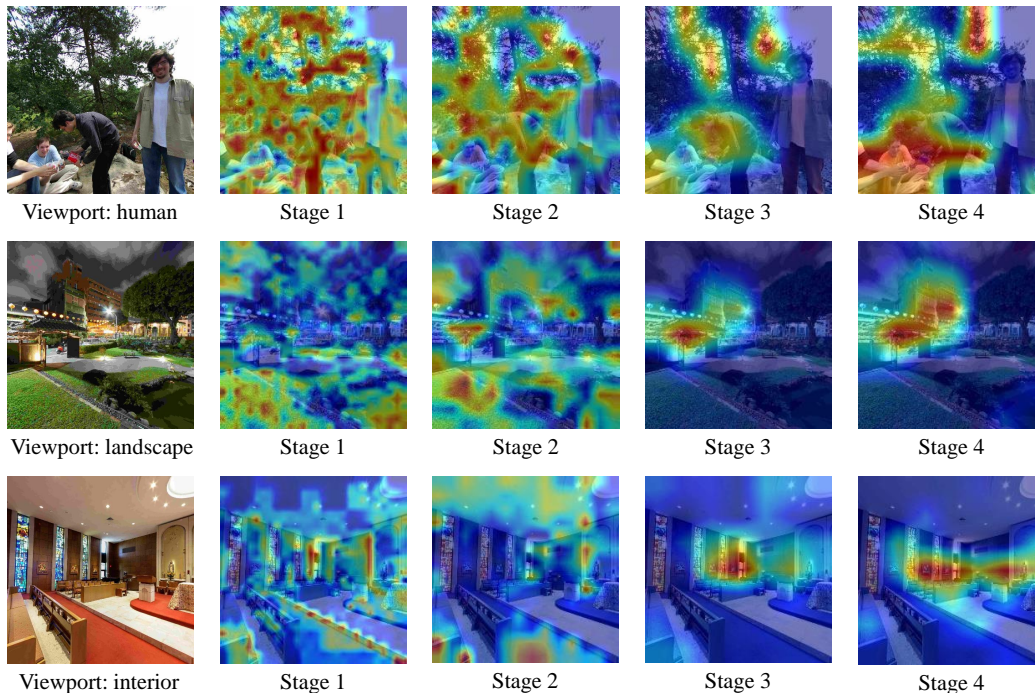 Viewport: human
Stage 1
Stage 2
Stage 3
Stage 4
Viewport: landscape
Stage 1
Stage 2
Stage 3
Stage 4
Viewport: interior
Stage 1
Stage 2
Stage 3
Stage 4